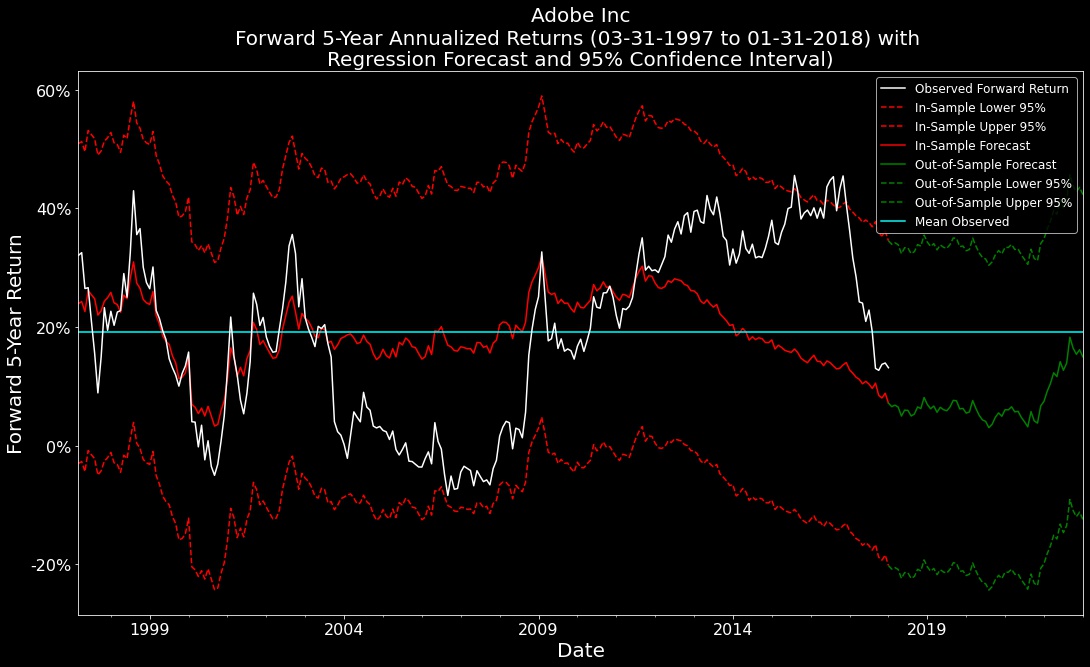 Adobe Inc
Forward 5-Year Annualized Returns (03-31-1997 to 01-31-2018) with
Regression Forecast and 95% Confidence Interval)
60%
40%
20%
0%
-20%
Forward 5-Year Return
Observed Forward Return
In-Sample Lower 95%
In-Sample Upper 95%
In-Sample Forecast
Out-of-Sample Forecast
Out-of-Sample Lower 95%
Out-of-Sample Upper 95%
Mean Observed
1999
2004
2009
2014
2019
Date